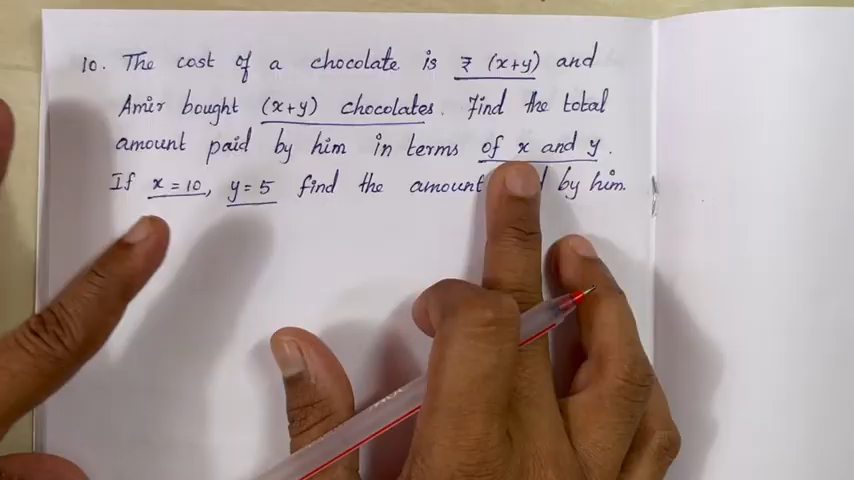 10. The cost of a chocolate is ₹ (x+y) and
Amir bought (x+y) chocolates. Find the total
amount paid by him in terms of x and y.
If x = 10, y = 5 find the amount by him.